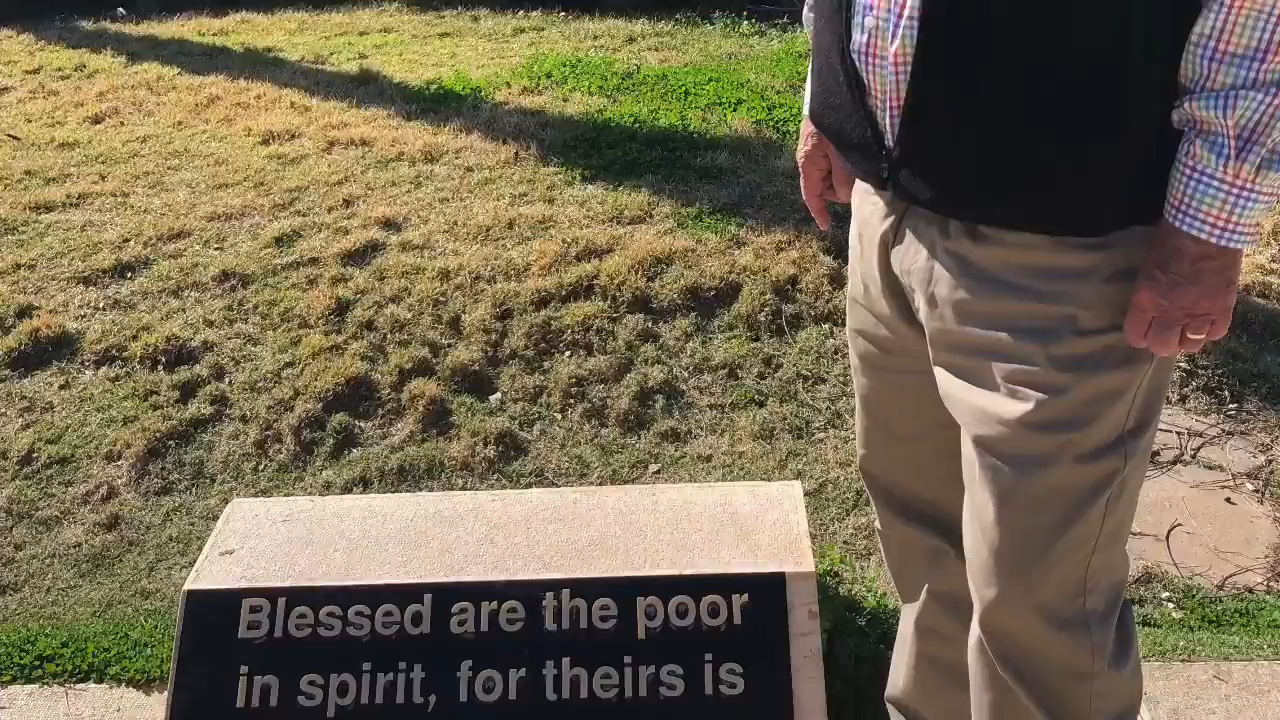 Blessed are the poor
in spirit, for theirs is